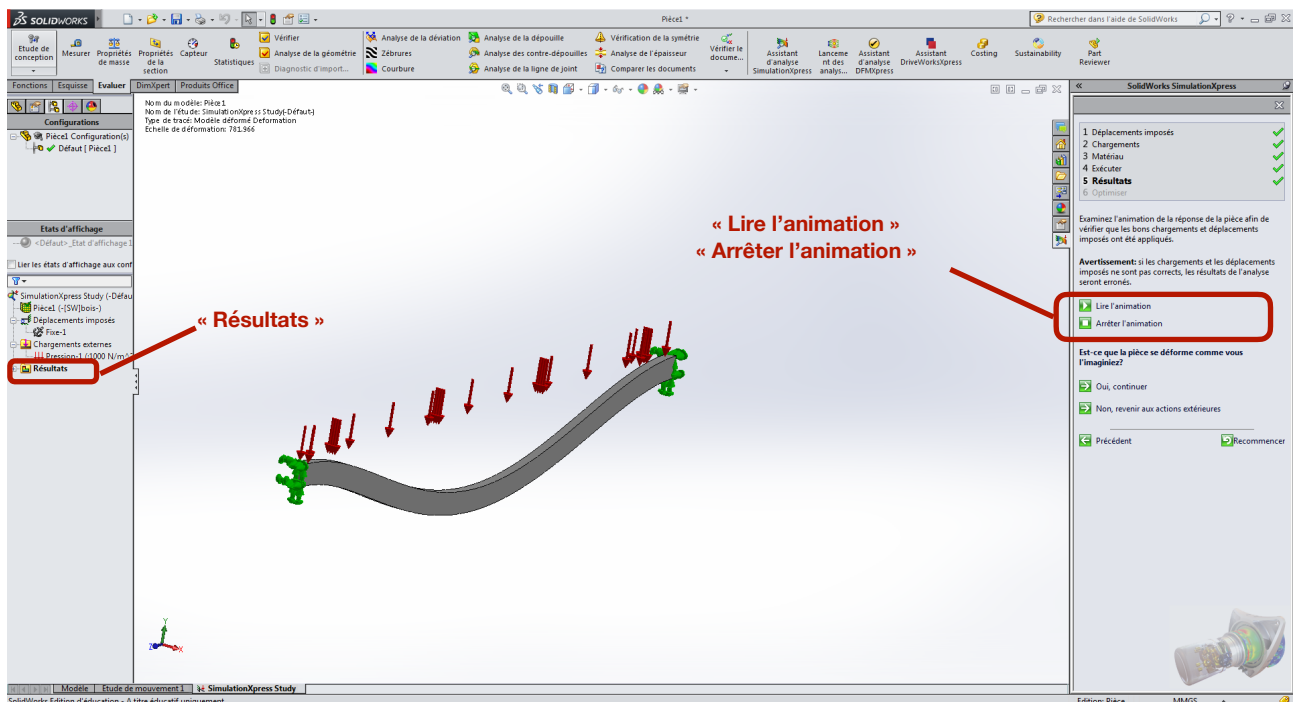 SOLIDWORKS
Pièce1 *
Rechercher dans l'aide de SolidWorks
Etude de conception
Mesurer
Propriétés de masse
Propriétés de la section
Capteur
Statistiques
Vérifier
Analyse de la géométrie
Diagnostic d'import...
Analyse de la déviation
Zébrures
Courbure
Analyse de la dépouille
Analyse des contre-dépouilles
Analyse de la ligne de joint
Vérification de la symétrie
Analyse de l'épaisseur
Comparer les documents
Vérifier le docume...
Assistant d'analyse SimulationXpress
Lanceme nt des analys...
Assistant d'analyse DFMXpress
Assistant DriveWorksXpress
Costing
Sustainability
Part Reviewer
Fonctions
Esquisse
Evaluer
DimXpert
Produits Office
Configurations
Pièce1 Configuration(s)
Défaut [ Pièce1 ]
Etats d'affichage
<Défaut>_Etat d'affichage 1
Lier les états d'affichage aux conf
SimulationXpress Study (-Défau
Pièce1 (-[SW]bois-)
Déplacements imposés
Fixe-1
Chargements externes
Pression-1 (:1000 N/m^2
Résultats
Nom du modèle: Pièce1
Nom de l'étude: SimulationXpress Study(-Défaut-)
Type de tracé: Modèle déformé Deformation
Echelle de déformation: 781.966
« Résultats »
« Lire l'animation »
« Arrêter l'animation »
Y
Z
X
SolidWorks SimulationXpress
1 Déplacements imposés
2 Chargements
3 Matériau
4 Exécuter
5 Résultats
6 Optimiser
Examinez l'animation de la réponse de la pièce afin de
vérifier que les bons chargements et déplacements
imposés ont été appliqués.
Avertissement: si les chargements et les déplacements
imposés ne sont pas corrects, les résultats de l'analyse
seront erronés.
Lire l'animation
Arrêter l'animation
Est-ce que la pièce se déforme comme vous
l'imaginiez?
Oui, continuer
Non, revenir aux actions extérieures
Précédent
Recommencer
Modèle
Etude de mouvement 1
SimulationXpress Study
SolidWorks Edition d'éducation - A titre éducatif uniquement
Edition: Pièce
MMGS